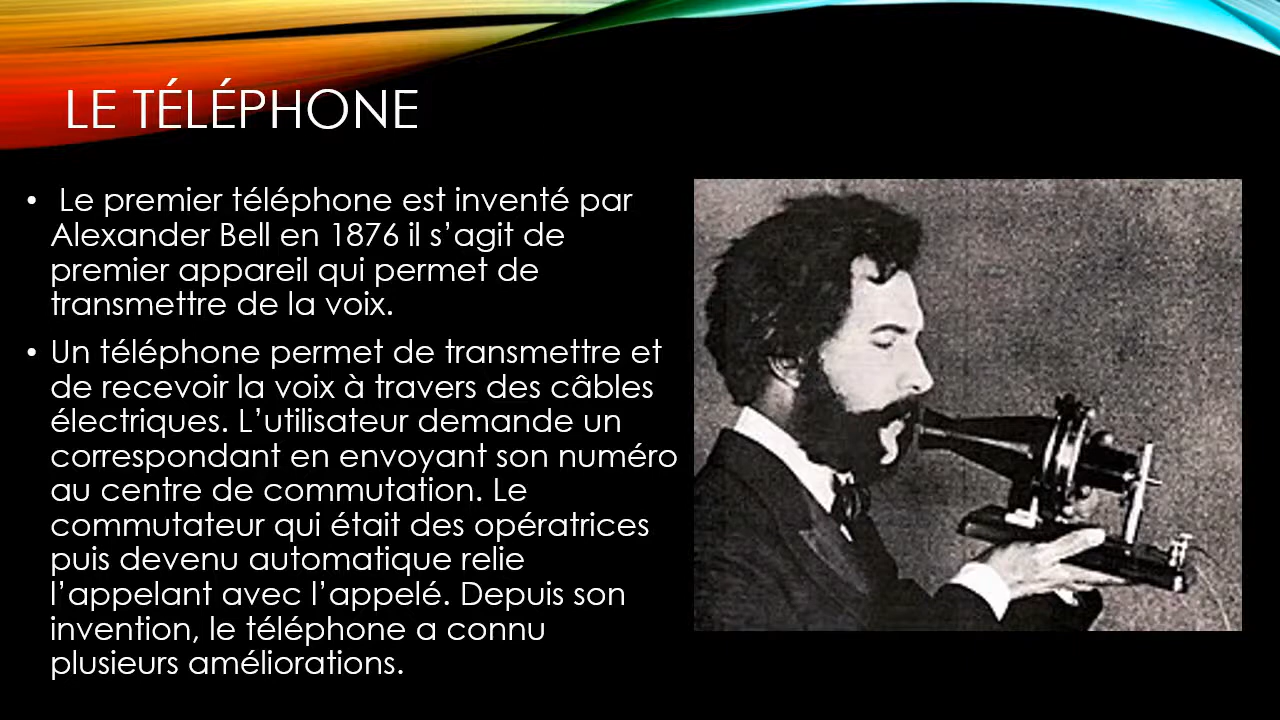 LE TÉLÉPHONE
• Le premier téléphone est inventé par
Alexander Bell en 1876 il s’agit de
premier appareil qui permet de
transmettre de la voix.
• Un téléphone permet de transmettre et
de recevoir la voix à travers des câbles
électriques. L’utilisateur demande un
correspondant en envoyant son numéro
au centre de commutation. Le
commutateur qui était des opératrices
puis devenu automatique relie
l’appelant avec l’appelé. Depuis son
invention, le téléphone a connu
plusieurs améliorations.